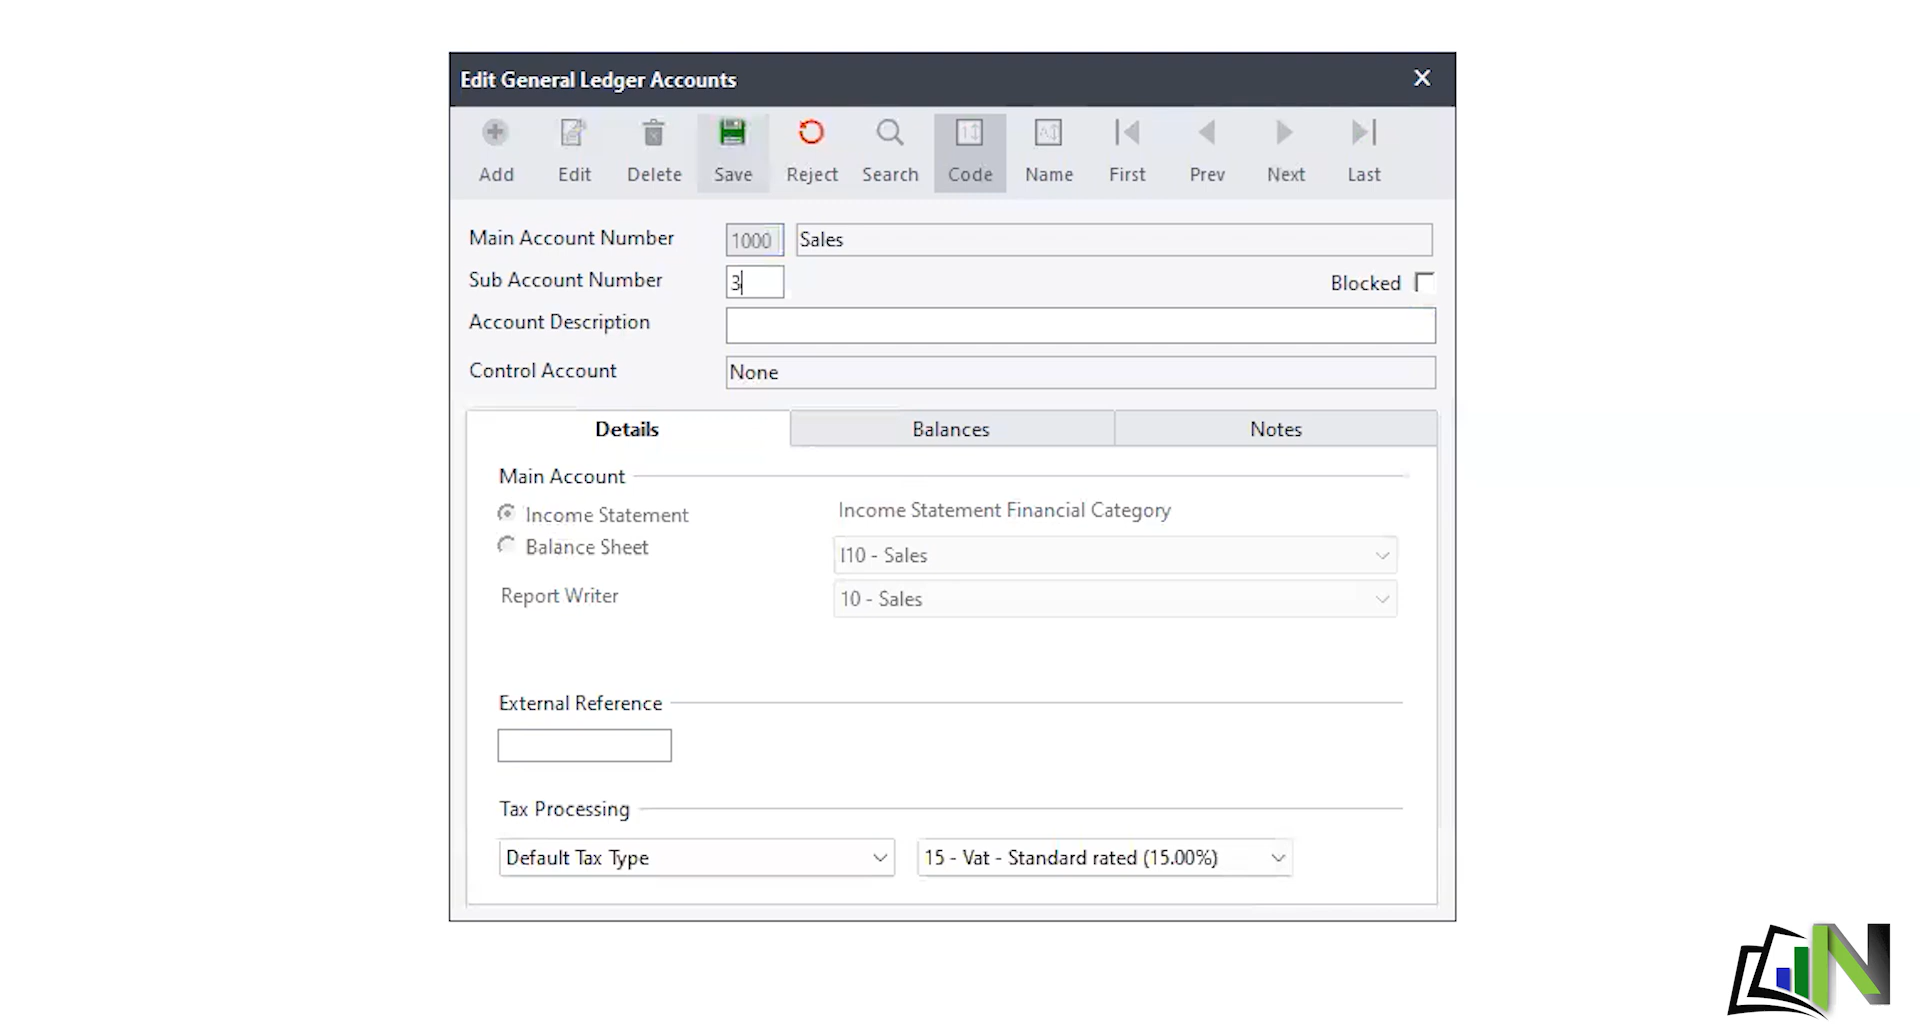 Edit General Ledger Accounts
Add Edit Delete Save Reject Search Code Name First Prev Next Last
Main Account Number 1000 Sales
Sub Account Number 3 Blocked
Account Description
Control Account None
Details Balances Notes
Main Account
Income Statement Income Statement Financial Category
Balance Sheet I10 - Sales
Report Writer 10 - Sales
External Reference
Tax Processing
Default Tax Type 15 - Vat - Standard rated (15.00%)
N